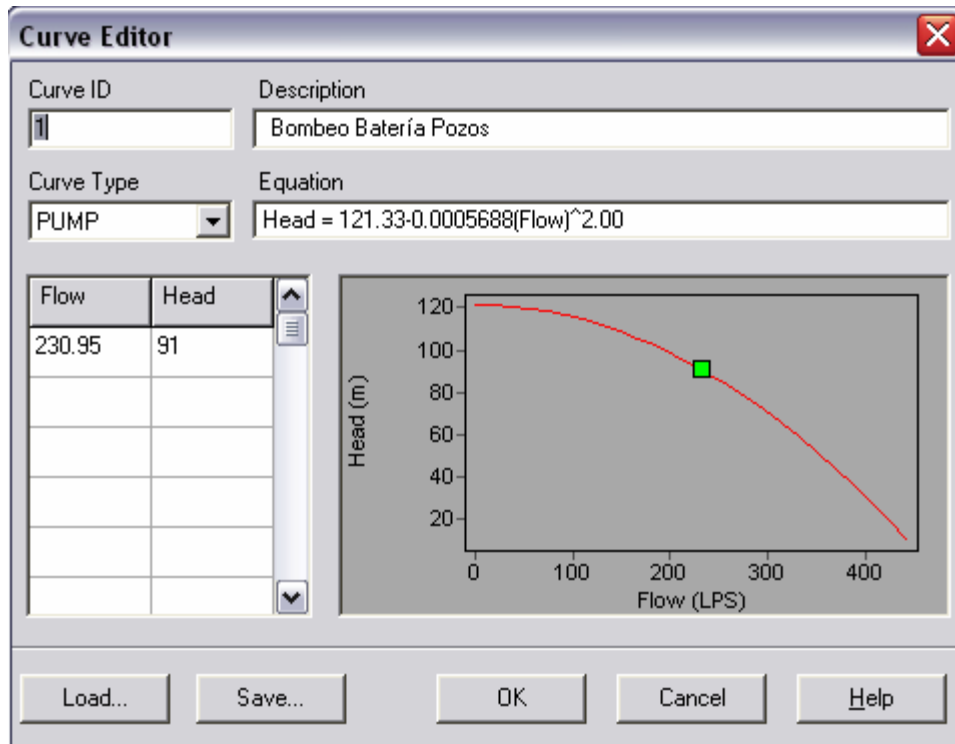 Curve Editor
Curve ID Description
1 Bombeo Batería Pozos
Curve Type Equation
PUMP Head = 121.33-0.0005688(Flow)^2.00
Flow Head
230.95 91
120
100
80
60
40
20
Head (m)
0 100 200 300 400
Flow (LPS)
Load... Save... OK Cancel Help